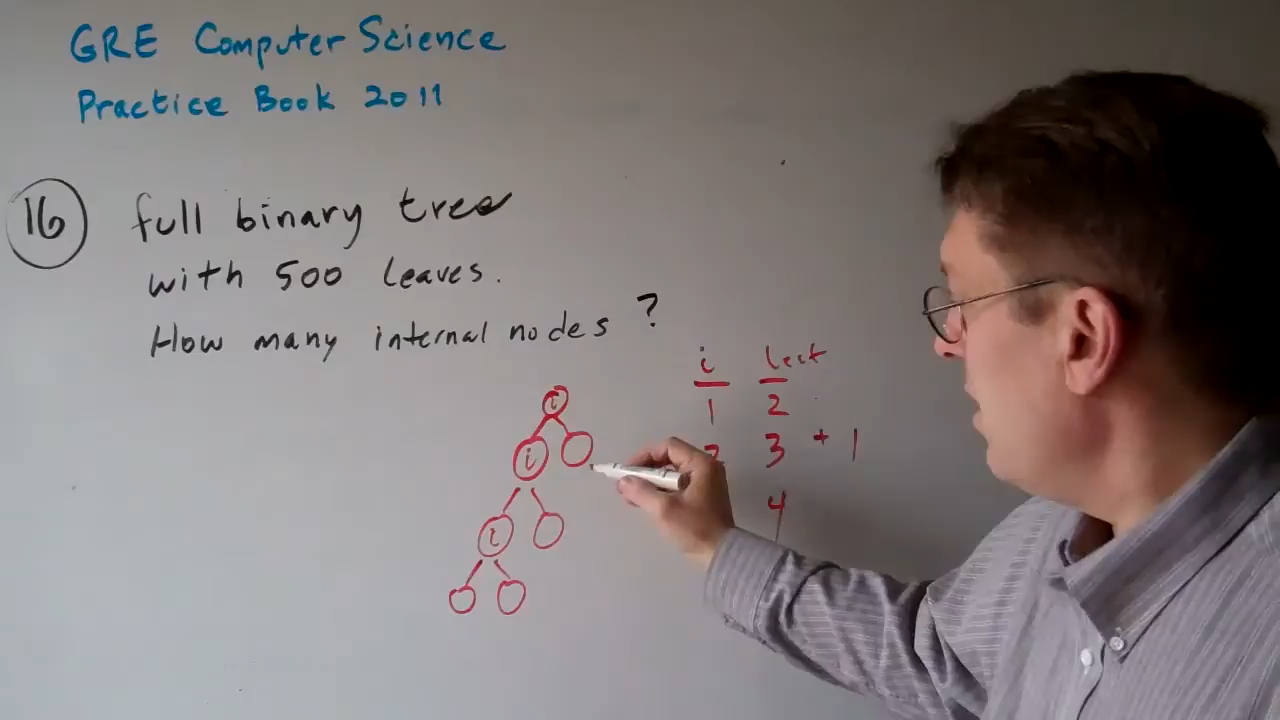 GRE Computer Science
Practice Book 2011
16 full binary tree
with 500 leaves.
How many internal nodes ?
i leaf
1 2
2 3 + 1
4
i
i
i